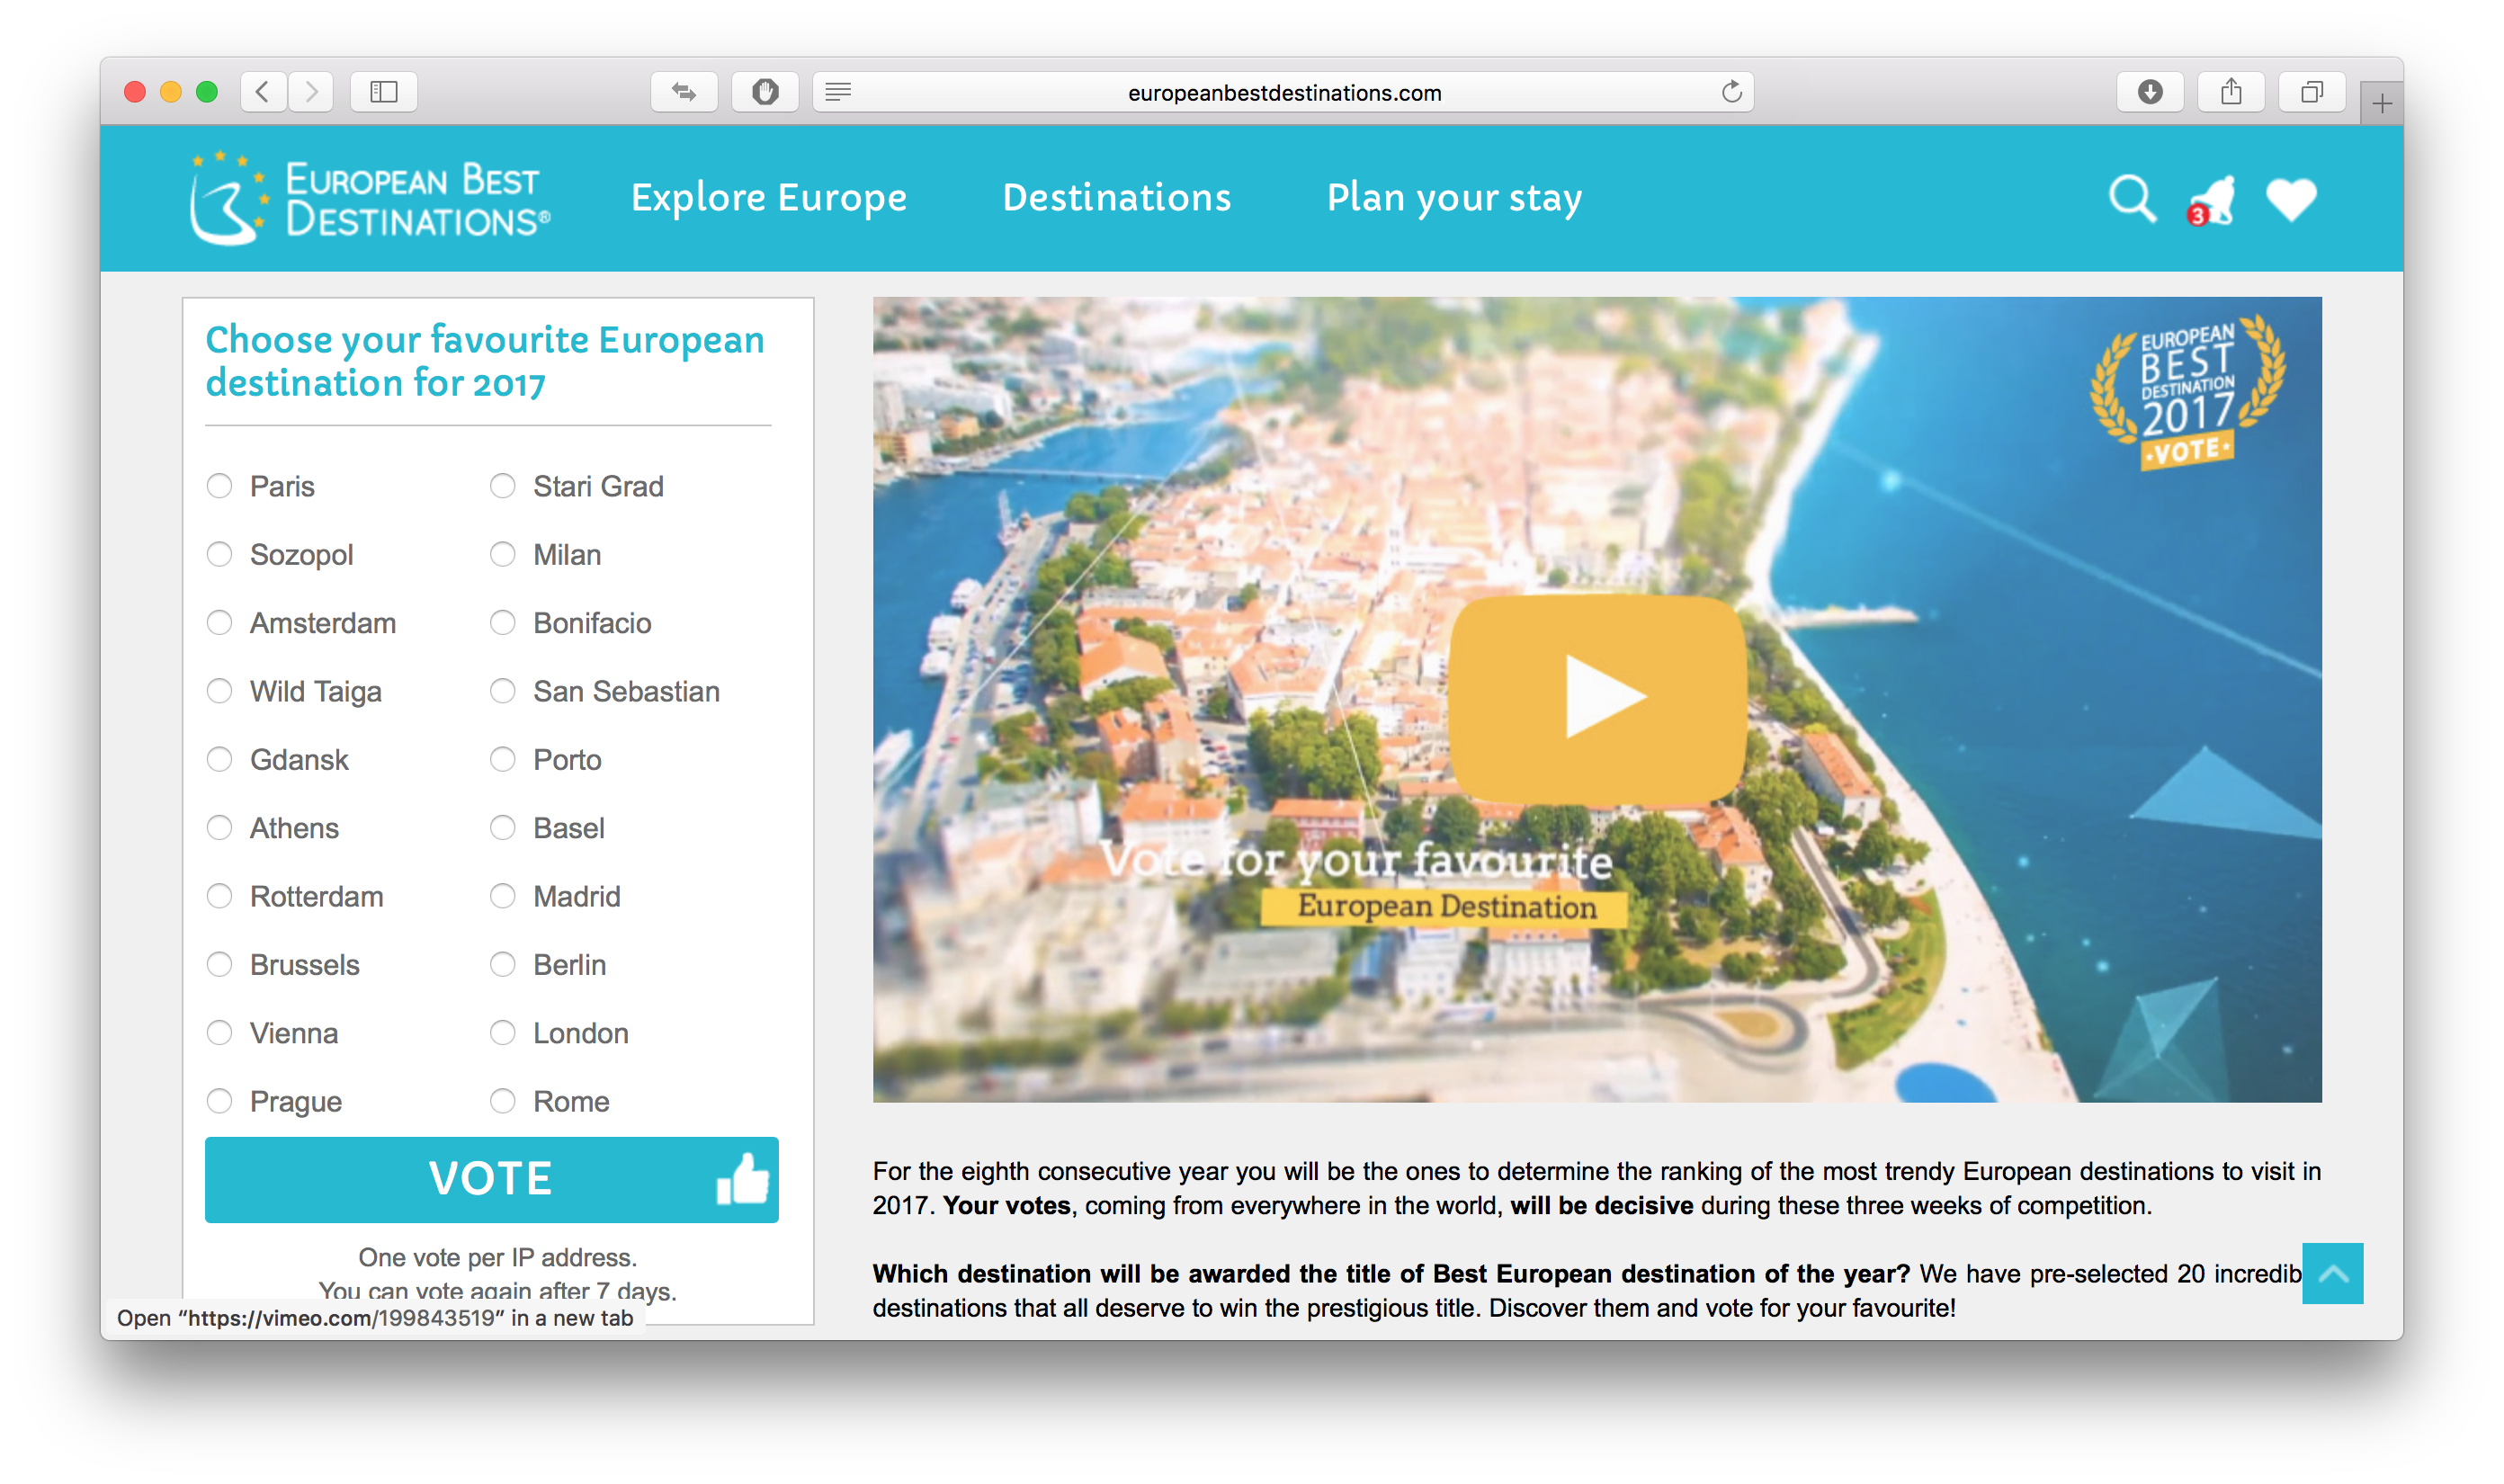 europeanbestdestinations.com
EUROPEAN BEST
DESTINATIONS®
Explore Europe
Destinations
Plan your stay
3
Choose your favourite European
destination for 2017
Paris
Stari Grad
Sozopol
Milan
Amsterdam
Bonifacio
Wild Taiga
San Sebastian
Gdansk
Porto
Athens
Basel
Rotterdam
Madrid
Brussels
Berlin
Vienna
London
Prague
Rome
VOTE
One vote per IP address.
You can vote again after 7 days.
Open “https://vimeo.com/199843519” in a new tab
EUROPEAN
BEST
DESTINATION
2017
VOTE
Vote for your favourite
European Destination
For the eighth consecutive year you will be the ones to determine the ranking of the most trendy European destinations to visit in
2017. Your votes, coming from everywhere in the world, will be decisive during these three weeks of competition.
Which destination will be awarded the title of Best European destination of the year? We have pre-selected 20 incredib
destinations that all deserve to win the prestigious title. Discover them and vote for your favourite!